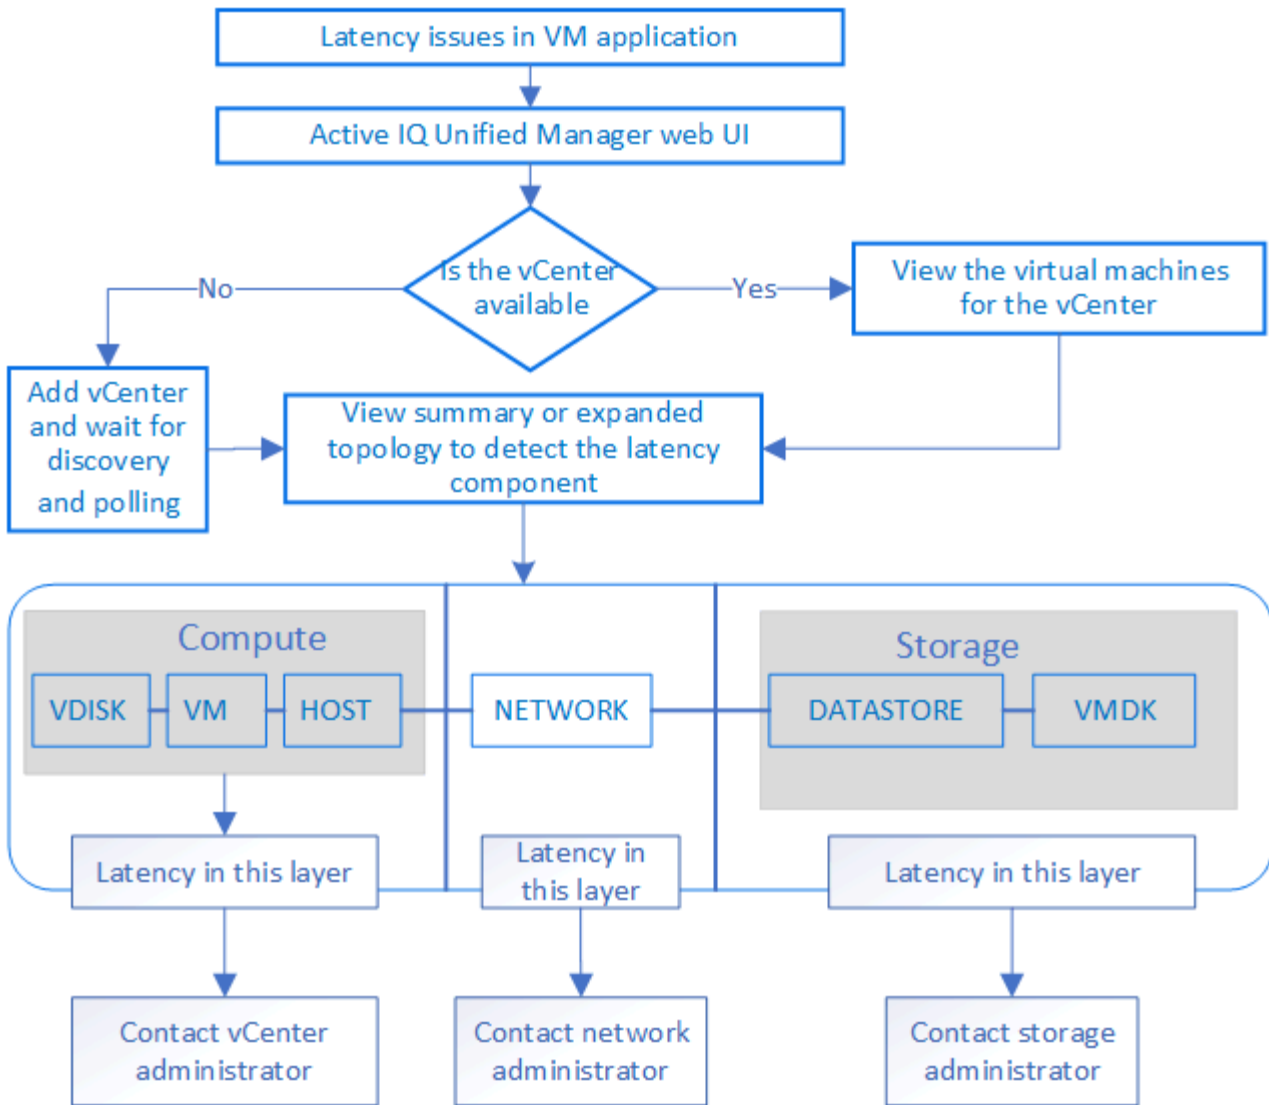 Latency issues in VM application
Active IQ Unified Manager web UI
Is the vCenter
available
No
Yes
View the virtual machines
for the vCenter
Add vCenter
and wait for
discovery
and polling
View summary or expanded
topology to detect the latency
component
Compute
VDISK
VM
HOST
NETWORK
Storage
DATASTORE
VMDK
Latency in this layer
Latency in
this layer
Latency in this layer
Contact vCenter
administrator
Contact network
administrator
Contact storage
administrator